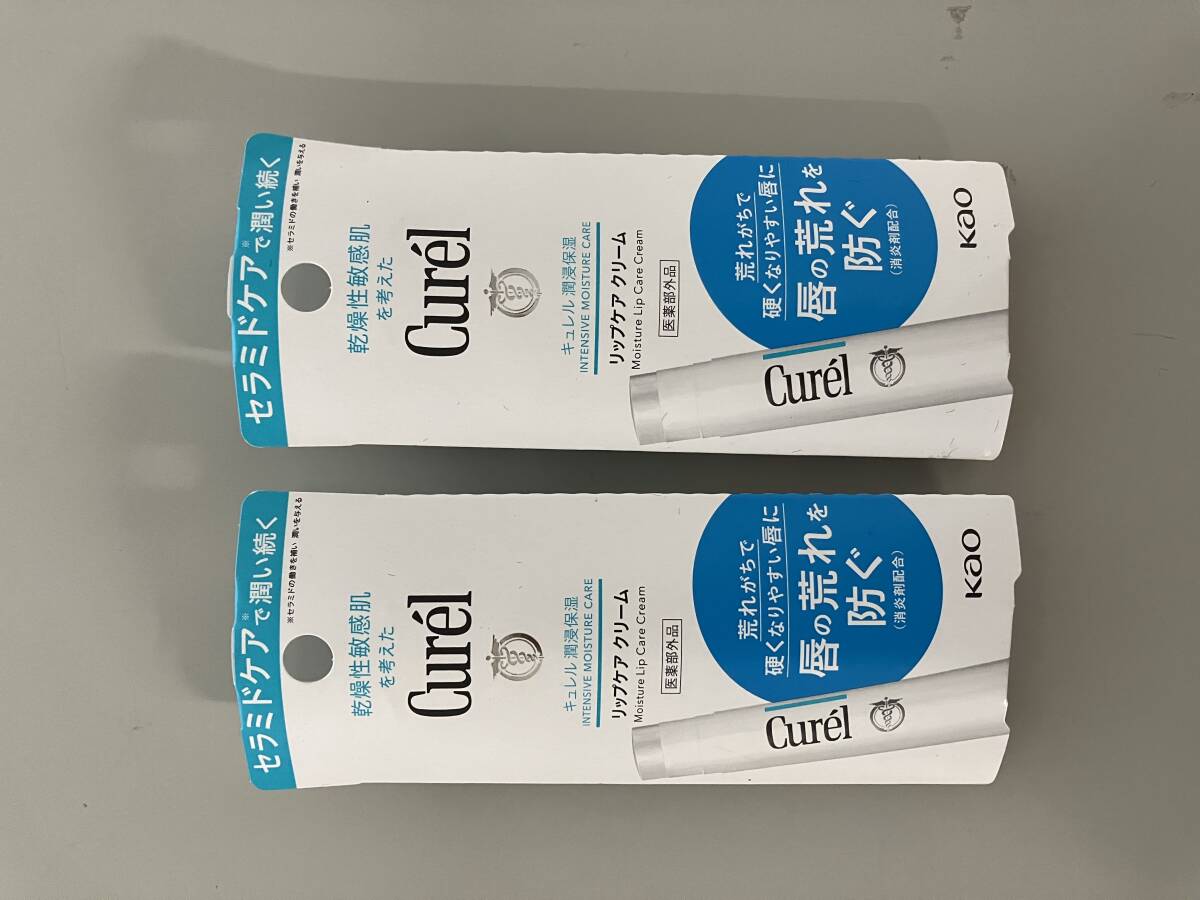 セラミドケア※で潤い続く
※セラミドの働きを補い 潤いを与える
乾燥性敏感肌
を考えた
Curél
キュレル 潤浸保湿
INTENSIVE MOISTURE CARE
リップケア クリーム
Moisture Lip Care Cream
医薬部外品
荒れがちで
硬くなりやすい唇に
唇の荒れを
防ぐ
(消炎剤配合)
Curél
Kao
セラミドケア※で潤い続く
※セラミドの働きを補い 潤いを与える
乾燥性敏感肌
を考えた
Curél
キュレル 潤浸保湿
INTENSIVE MOISTURE CARE
リップケア クリーム
Moisture Lip Care Cream
医薬部外品
荒れがちで
硬くなりやすい唇に
唇の荒れを
防ぐ
(消炎剤配合)
Curél
Kao